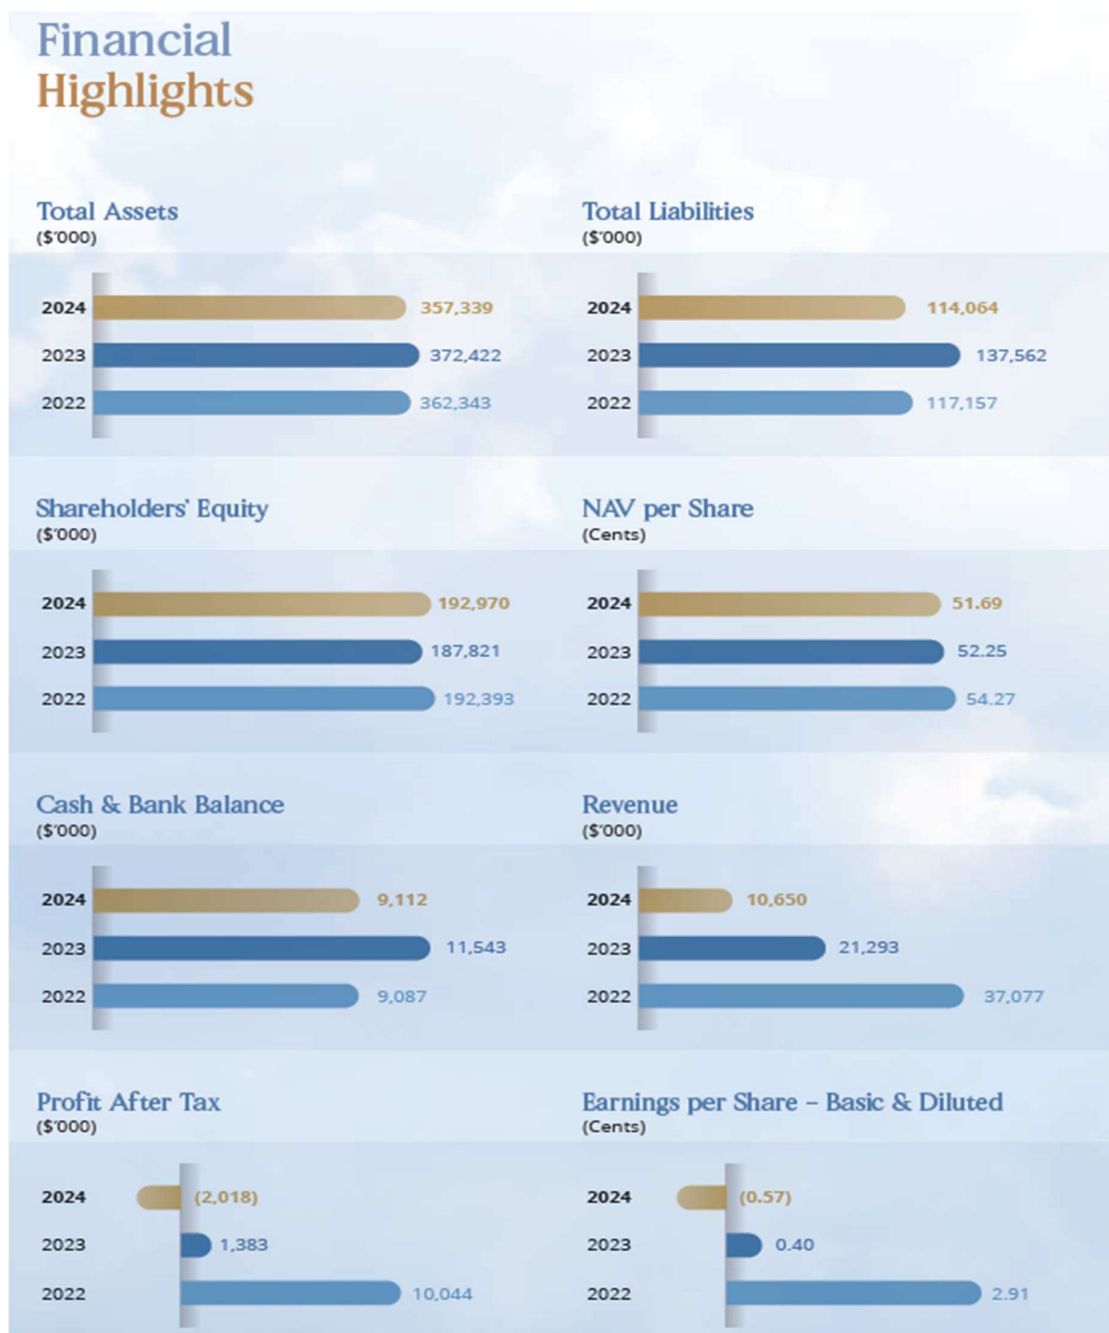 Financial
Highlights
Total Assets
($'000)
2024 357,339
2023 372,422
2022 362,343
Total Liabilities
($'000)
2024 114,064
2023 137,562
2022 117,157
Shareholders' Equity
($'000)
2024 192,970
2023 187,821
2022 192,393
NAV per Share
(Cents)
2024 51.69
2023 52.25
2022 54.27
Cash & Bank Balance
($'000)
2024 9,112
2023 11,543
2022 9,087
Revenue
($'000)
2024 10,650
2023 21,293
2022 37,077
Profit After Tax
($'000)
2024 (2,018)
2023 1,383
2022 10,044
Earnings per Share – Basic & Diluted
(Cents)
2024 (0.57)
2023 0.40
2022 2.91